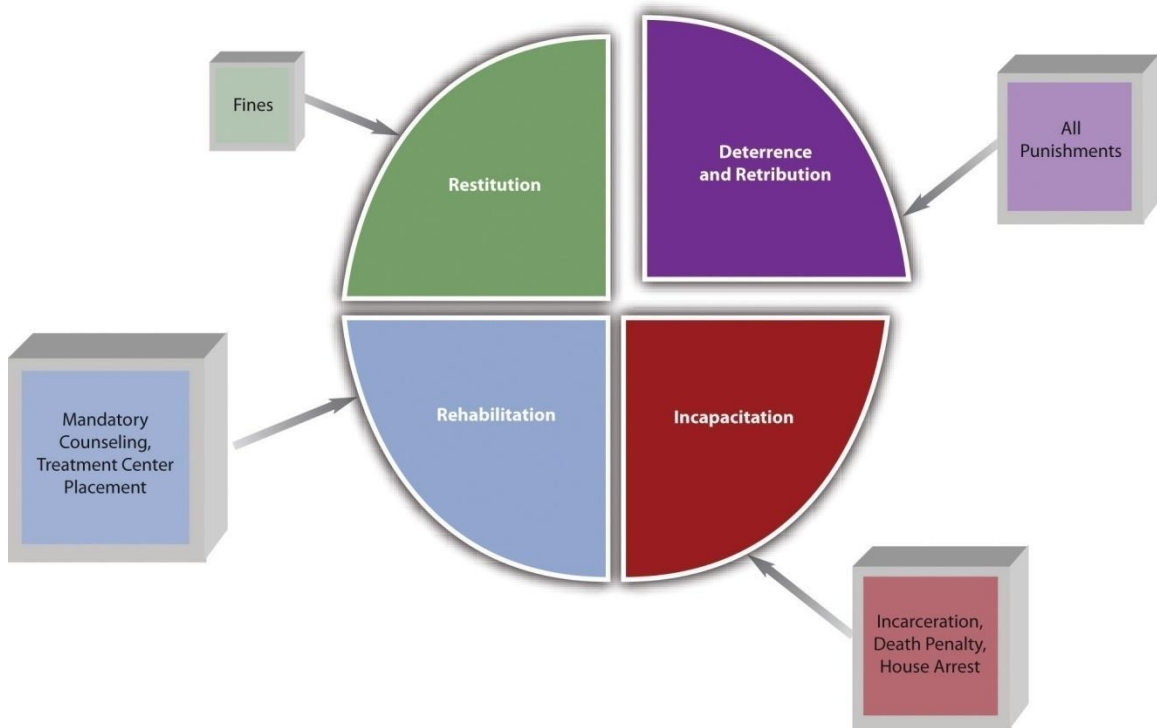 Fines
Restitution
Deterrence
and Retribution
All
Punishments
Mandatory
Counseling,
Treatment Center
Placement
Rehabilitation
Incapacitation
Incarceration,
Death Penalty,
House Arrest